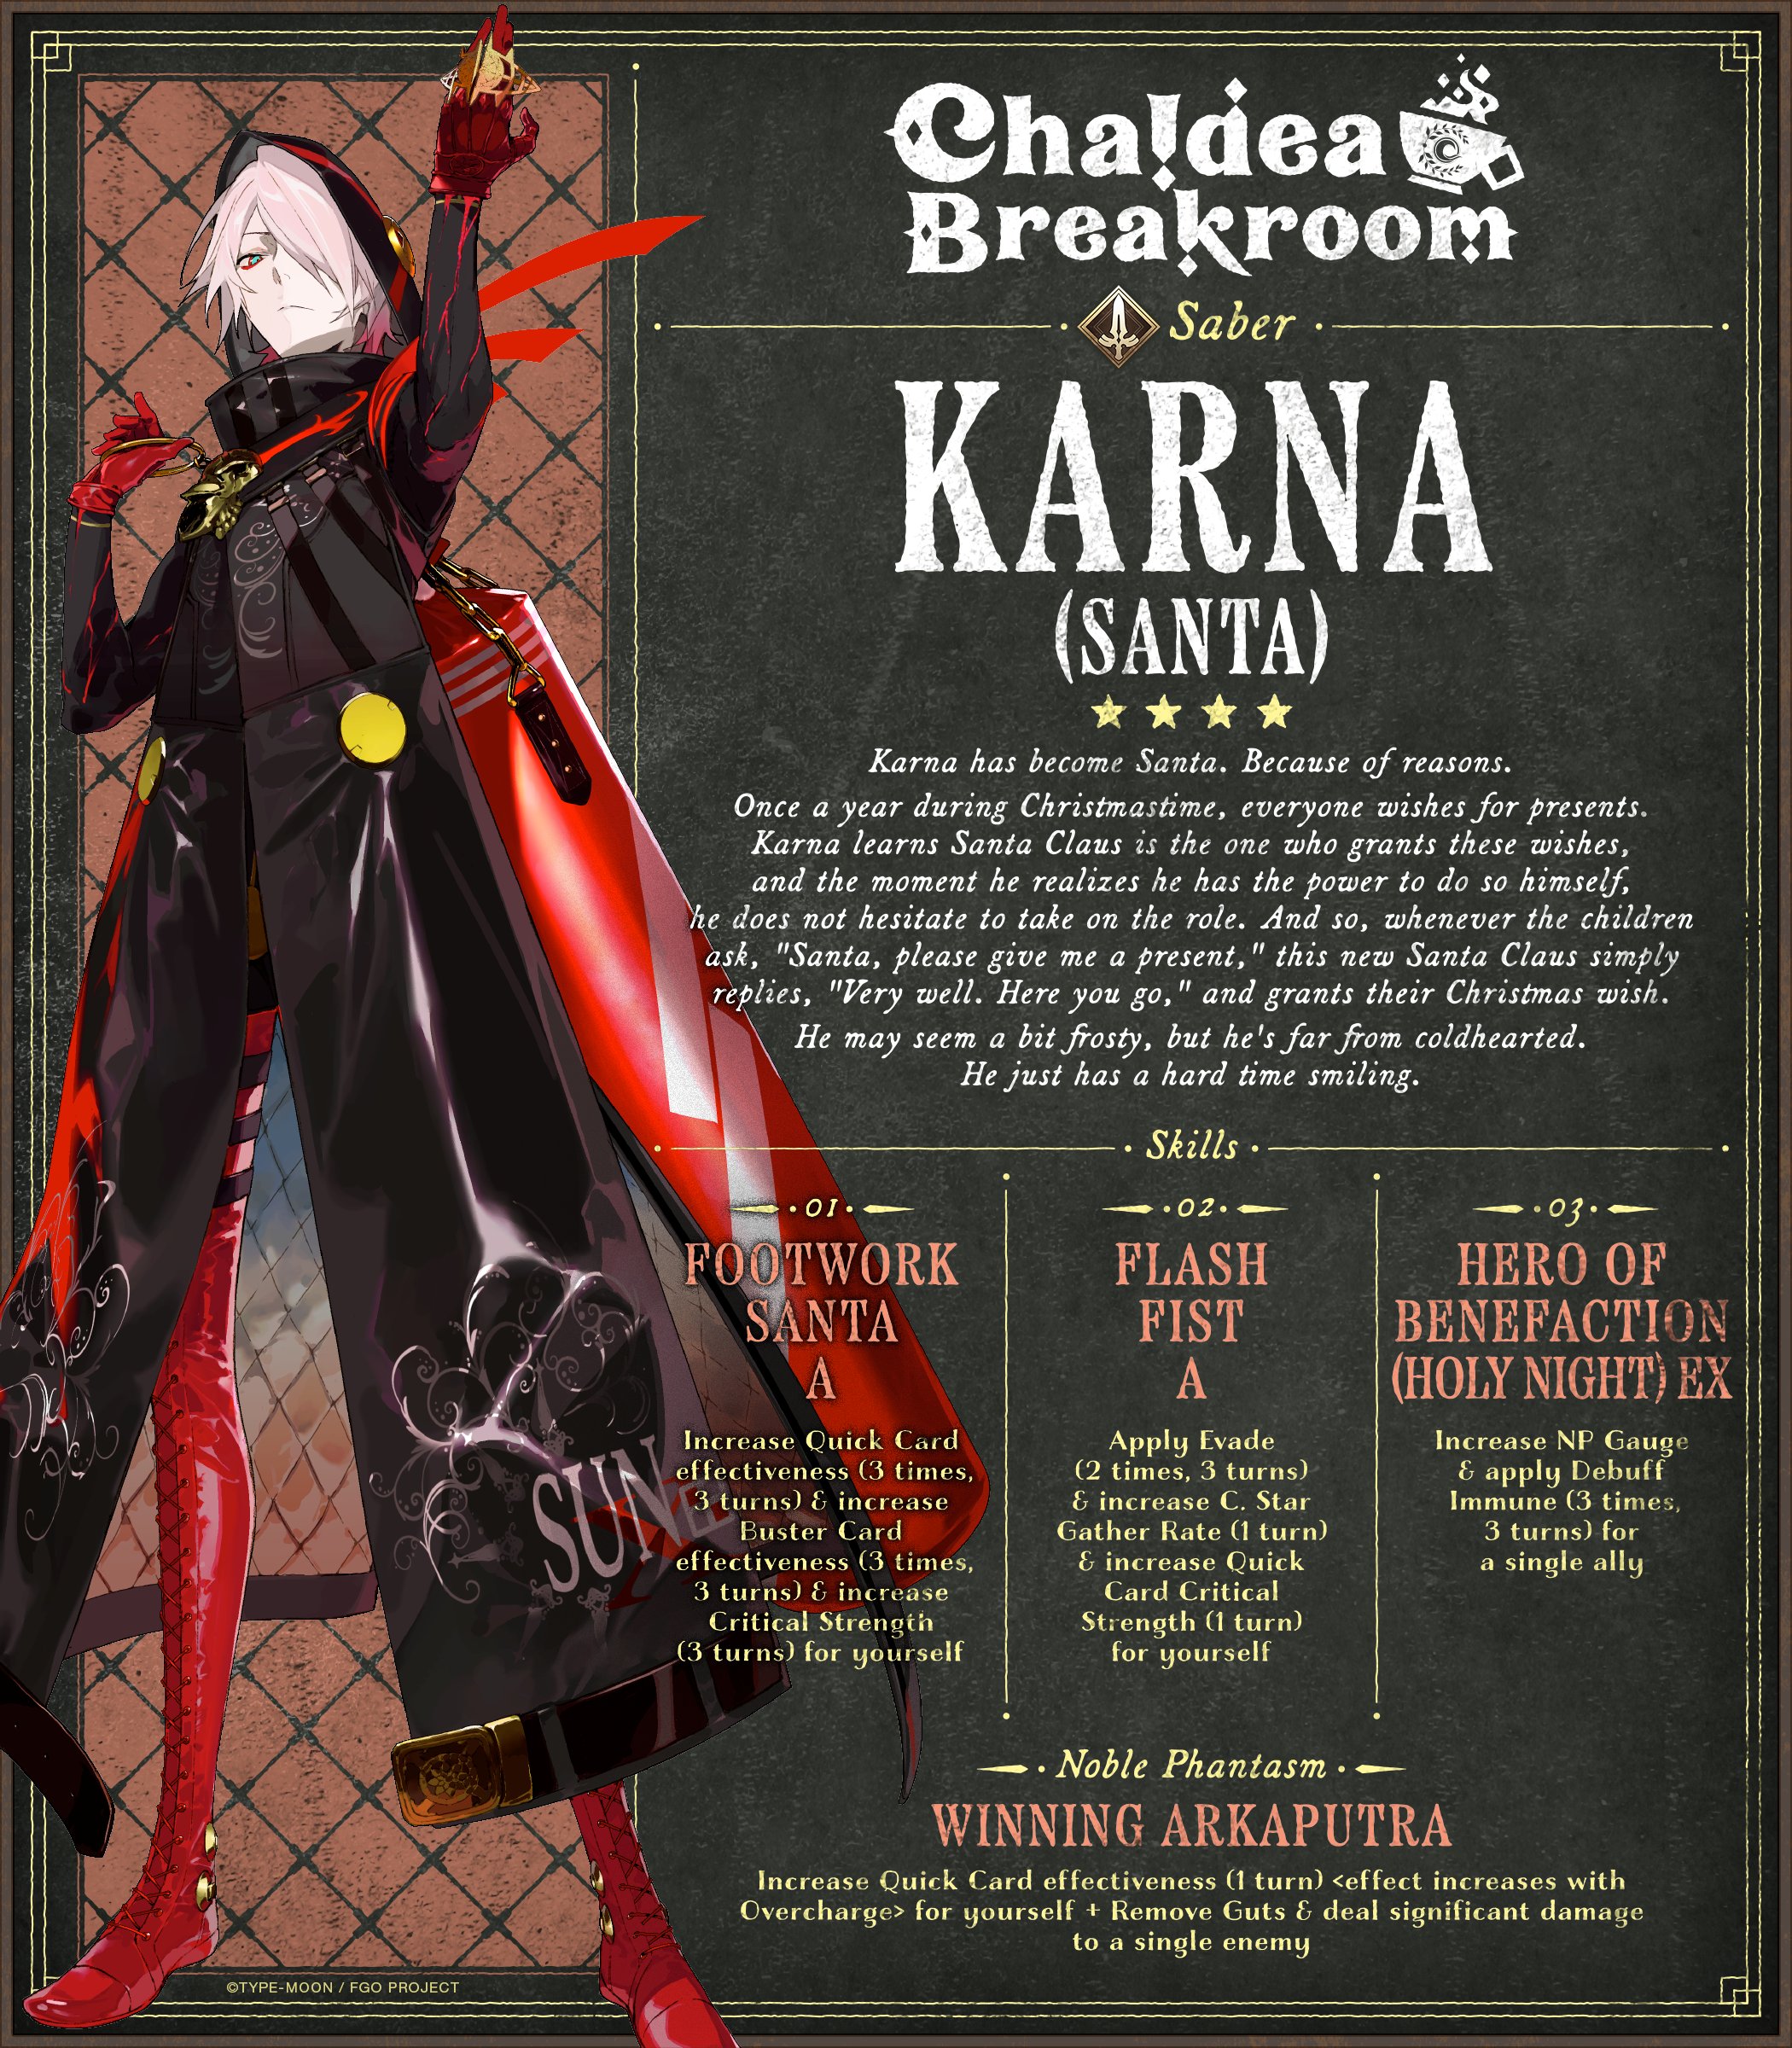 Chaldea
Breakroom
Saber
KARNA
(SANTA)
Karna has become Santa. Because of reasons.
Once a year during Christmastime, everyone wishes for presents.
Karna learns Santa Claus is the one who grants these wishes,
and the moment he realizes he has the power to do so himself,
he does not hesitate to take on the role. And so, whenever the children
ask, "Santa, please give me a present," this new Santa Claus simply
replies, "Very well. Here you go," and grants their Christmas wish.
He may seem a bit frosty, but he's far from coldhearted.
He just has a hard time smiling.
Skills
01
FOOTWORK
SANTA
A
Increase Quick Card
effectiveness (3 times,
3 turns) & increase
Buster Card
effectiveness (3 times,
3 turns) & increase
Critical Strength
(3 turns) for yourself
02
FLASH
FIST
A
Apply Evade
(2 times, 3 turns)
& increase C. Star
Gather Rate (1 turn)
& increase Quick
Card Critical
Strength (1 turn)
for yourself
03
HERO OF
BENEFACTION
(HOLY NIGHT) EX
Increase NP Gauge
& apply Debuff
Immune (3 times,
3 turns) for
a single ally
Noble Phantasm
WINNING ARKAPUTRA
Increase Quick Card effectiveness (1 turn) <effect increases with
Overcharge> for yourself + Remove Guts & deal significant damage
to a single enemy
SUN
©TYPE-MOON / FGO PROJECT